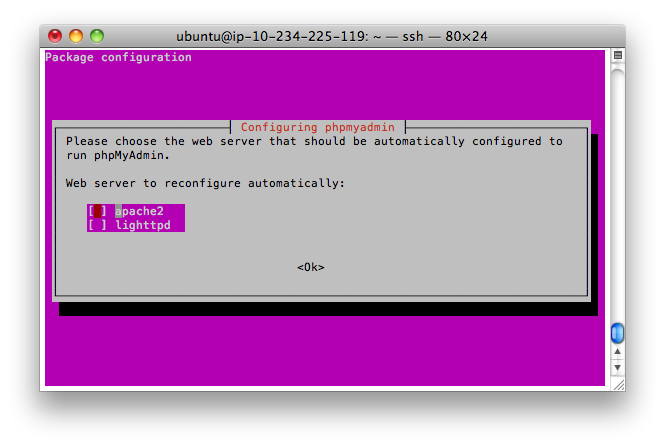 ubuntu@ip-10-234-225-119: ~ — ssh — 80×24
Package configuration
Configuring phpmyadmin
Please choose the web server that should be automatically configured to
run phpMyAdmin.
Web server to reconfigure automatically:
[ ] apache2
[ ] lighttpd
<Ok>